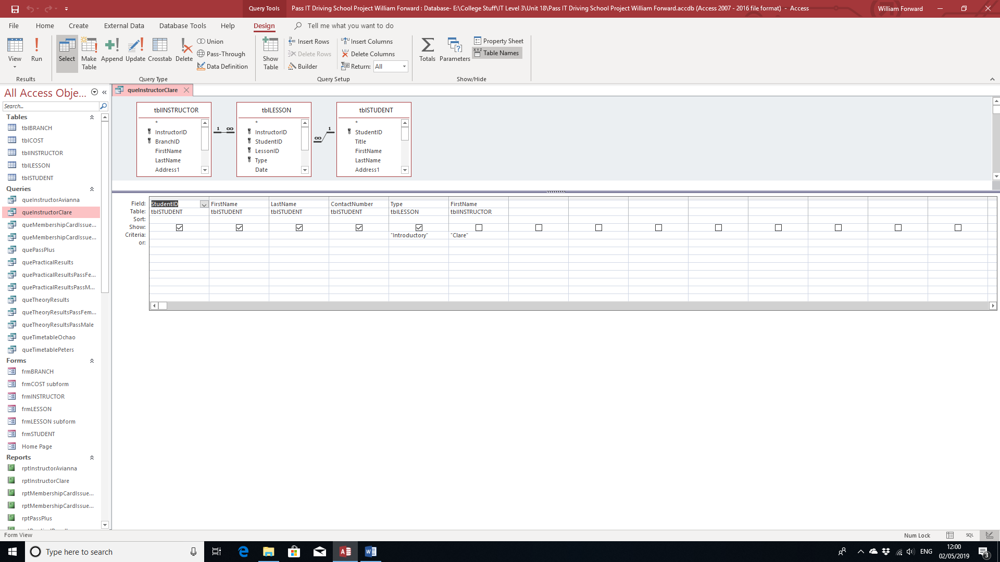 Query Tools
Pass IT Driving School Project William Forward : Database- E:\College Stuff\IT Level 3\Unit 18\Pass IT Driving School Project William Forward.accdb (Access 2007 - 2016 file format) - Access
William Forward
File Home Create External Data Database Tools Help Design Tell me what you want to do
View
Run
Select
Make Table
Append
Update
Crosstab
Delete
Union
Pass-Through
Data Definition
Show Table
Insert Rows
Delete Rows
Builder
Insert Columns
Delete Columns
Return: All
Totals
Parameters
Property Sheet
Table Names
Results
Query Type
Query Setup
Show/Hide
All Access Obje...
Search...
Tables
tblBRANCH
tblCOST
tblINSTRUCTOR
tblLESSON
tblSTUDENT
Queries
queInstructorAvianna
queInstructorClare
queMembershipCardIssue...
queMembershipCardIssue...
quePassPlus
quePracticalResults
quePracticalResultsPassFe...
quePracticalResultsPassM...
queTheoryResults
queTheoryResultsPassFem...
queTheoryResultsPassMale
queTimetableOchao
queTimetablePeters
Forms
frmBRANCH
frmCOST subform
frmINSTRUCTOR
frmLESSON
frmLESSON subform
frmSTUDENT
Home Page
Reports
rptInstructorAvianna
rptInstructorClare
rptMembershipCardIssue...
rptMembershipCardIssue...
rptPassPlus
queInstructorClare
tblINSTRUCTOR
*
InstructorID
BranchID
FirstName
LastName
Address1
1 ∞
tblLESSON
*
InstructorID
StudentID
LessonID
Type
Date
∞ 1
tblSTUDENT
*
StudentID
Title
FirstName
LastName
Address1
Field: StudentID FirstName LastName ContactNumber Type FirstName
Table: tblSTUDENT tblSTUDENT tblSTUDENT tblSTUDENT tblLESSON tblINSTRUCTOR
Sort:
Show:
Criteria: "Introductory" "Clare"
or:
Form View
Num Lock
SQL
Type here to search
ENG
12:00
02/05/2019
3